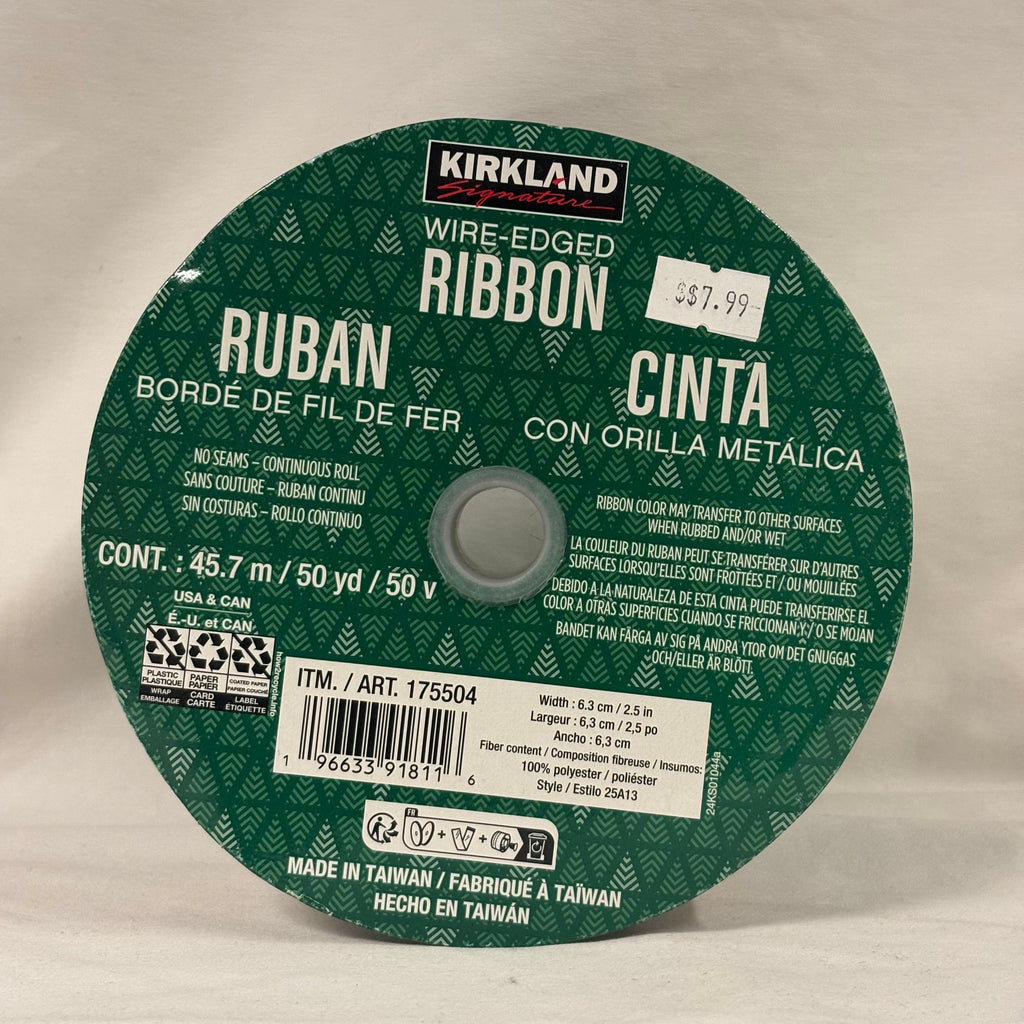 KIRKLAND
Signature
WIRE-EDGED
RIBBON
$$7.99
RUBAN
BORDÉ DE FIL DE FER
CINTA
CON ORILLA METÁLICA
NO SEAMS – CONTINUOUS ROLL
SANS COUTURE – RUBAN CONTINU
SIN COSTURAS – ROLLO CONTINUO
CONT. : 45.7 m / 50 yd / 50 v
RIBBON COLOR MAY TRANSFER TO OTHER SURFACES
WHEN RUBBED AND/OR WET
LA COULEUR DU RUBAN PEUT SE TRANSFÉRER SUR D'AUTRES
SURFACES LORSQU'ELLES SONT FROTTÉES ET / OU MOUILLÉES
DEBIDO A LA NATURALEZA DE ESTA CINTA PUEDE TRANSFERIRSE EL
COLOR A OTRAS SUPERFICIES CUANDO SE FRICCIONAN Y / O SE MOJAN
BANDET KAN FÄRGA AV SIG PÅ ANDRA YTOR OM DET GNUGGAS
OCH/ELLER ÄR BLÖTT.
USA & CAN
É.-U. et CAN
PLASTIC
PLASTIQUE
WRAP
EMBALLAGE
PAPER
PAPIER
CARD
CARTE
COATED PAPER
PAPIER COUCHÉ
LABEL
ÉTIQUETTE
how2recycle.info
ITM. / ART. 175504
1 96633 91811 6
Width : 6.3 cm / 2.5 in
Largeur : 6,3 cm / 2,5 po
Ancho : 6,3 cm
Fiber content / Composition fibreuse / Insumos:
100% polyester / poliéster
Style / Estilo 25A13
24KS01044a
FR
+ +
MADE IN TAIWAN / FABRIQUÉ À TAÏWAN
HECHO EN TAIWÁN